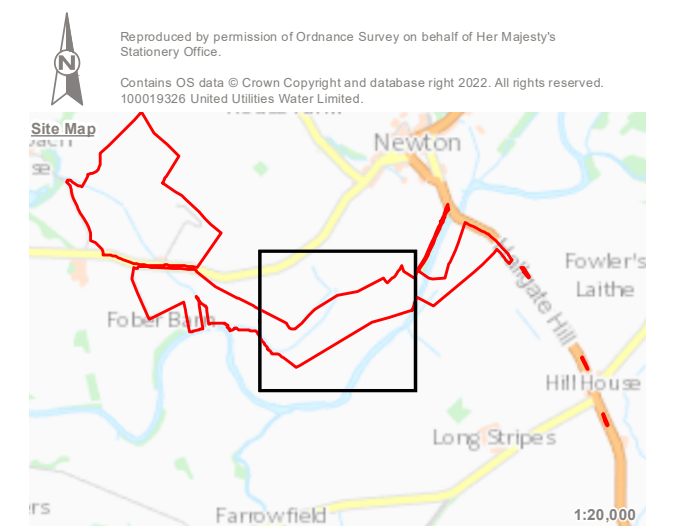 Reproduced by permission of Ordnance Survey on behalf of Her Majesty's
Stationery Office.
Contains OS data © Crown Copyright and database right 2022. All rights reserved.
100019326 United Utilities Water Limited.
N
Site Map
Newton
Hallgate Hill
Fowler's
Laithe
Fober Barn
Hill House
Long Stripes
Farrowfield
1:20,000